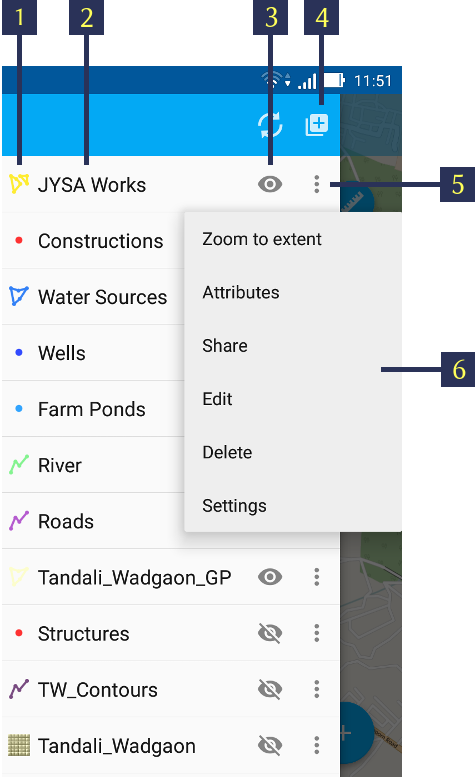 1 2 3 4
11:51
JYSA Works
5
Constructions
Zoom to extent
Water Sources
Attributes
Wells
Share
6
Farm Ponds
Edit
River
Delete
Roads
Settings
Tandali_Wadgaon_GP
Structures
TW_Contours
Tandali_Wadgaon